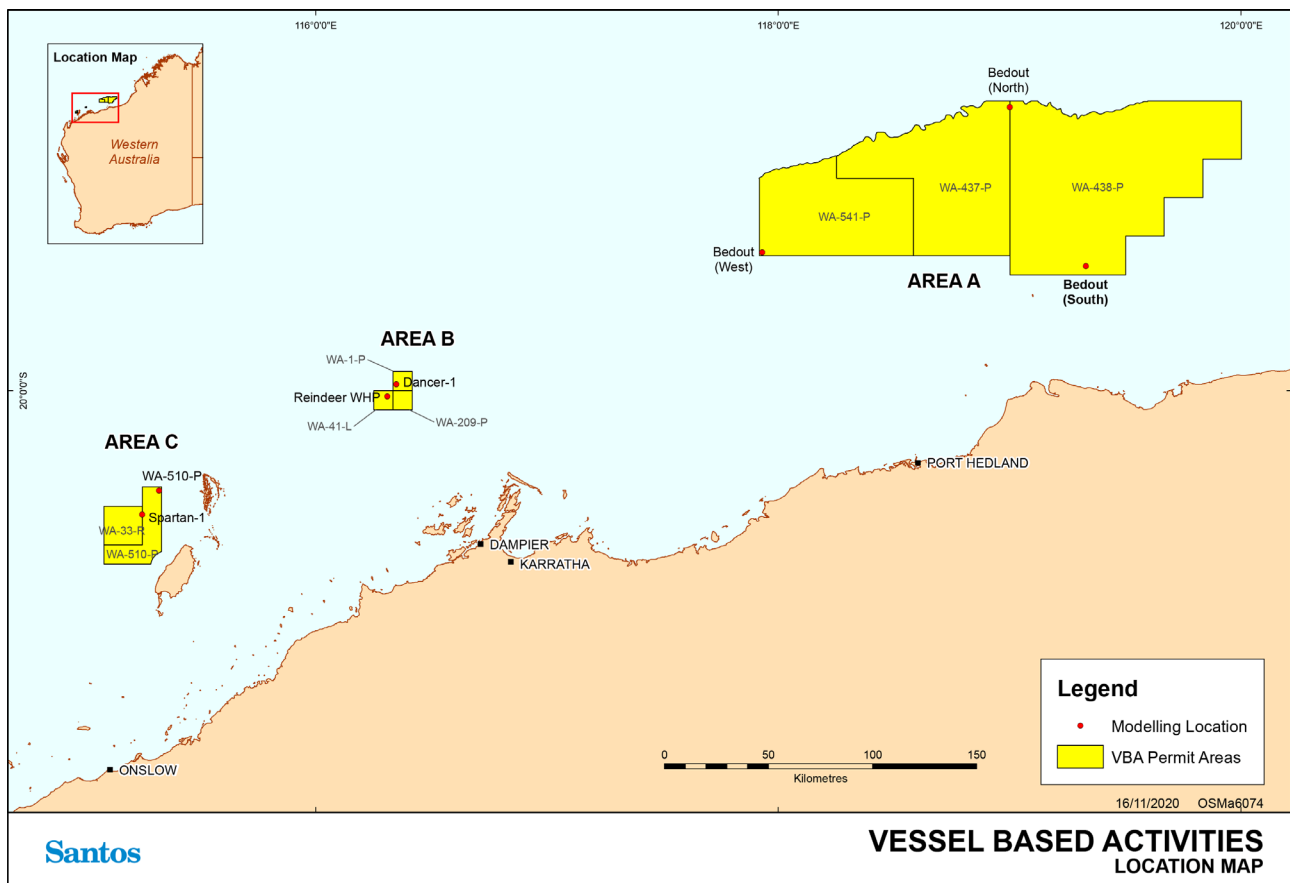 116°0'0"E
118°0'0"E
120°0'0"E
Location Map
Western
Australia
Bedout
(North)
WA-437-P
WA-438-P
WA-541-P
Bedout
(West)
AREA A
Bedout
(South)
AREA B
WA-1-P
Dancer-1
Reindeer WHP
WA-41-L
WA-209-P
20°0'0"S
AREA C
WA-510-P
Spartan-1
WA-33-R
WA-510-P
PORT HEDLAND
DAMPIER
KARRATHA
ONSLOW
0 50 100 150
Kilometres
Legend
Modelling Location
VBA Permit Areas
16/11/2020 OSMa6074
Santos
VESSEL BASED ACTIVITIES
LOCATION MAP